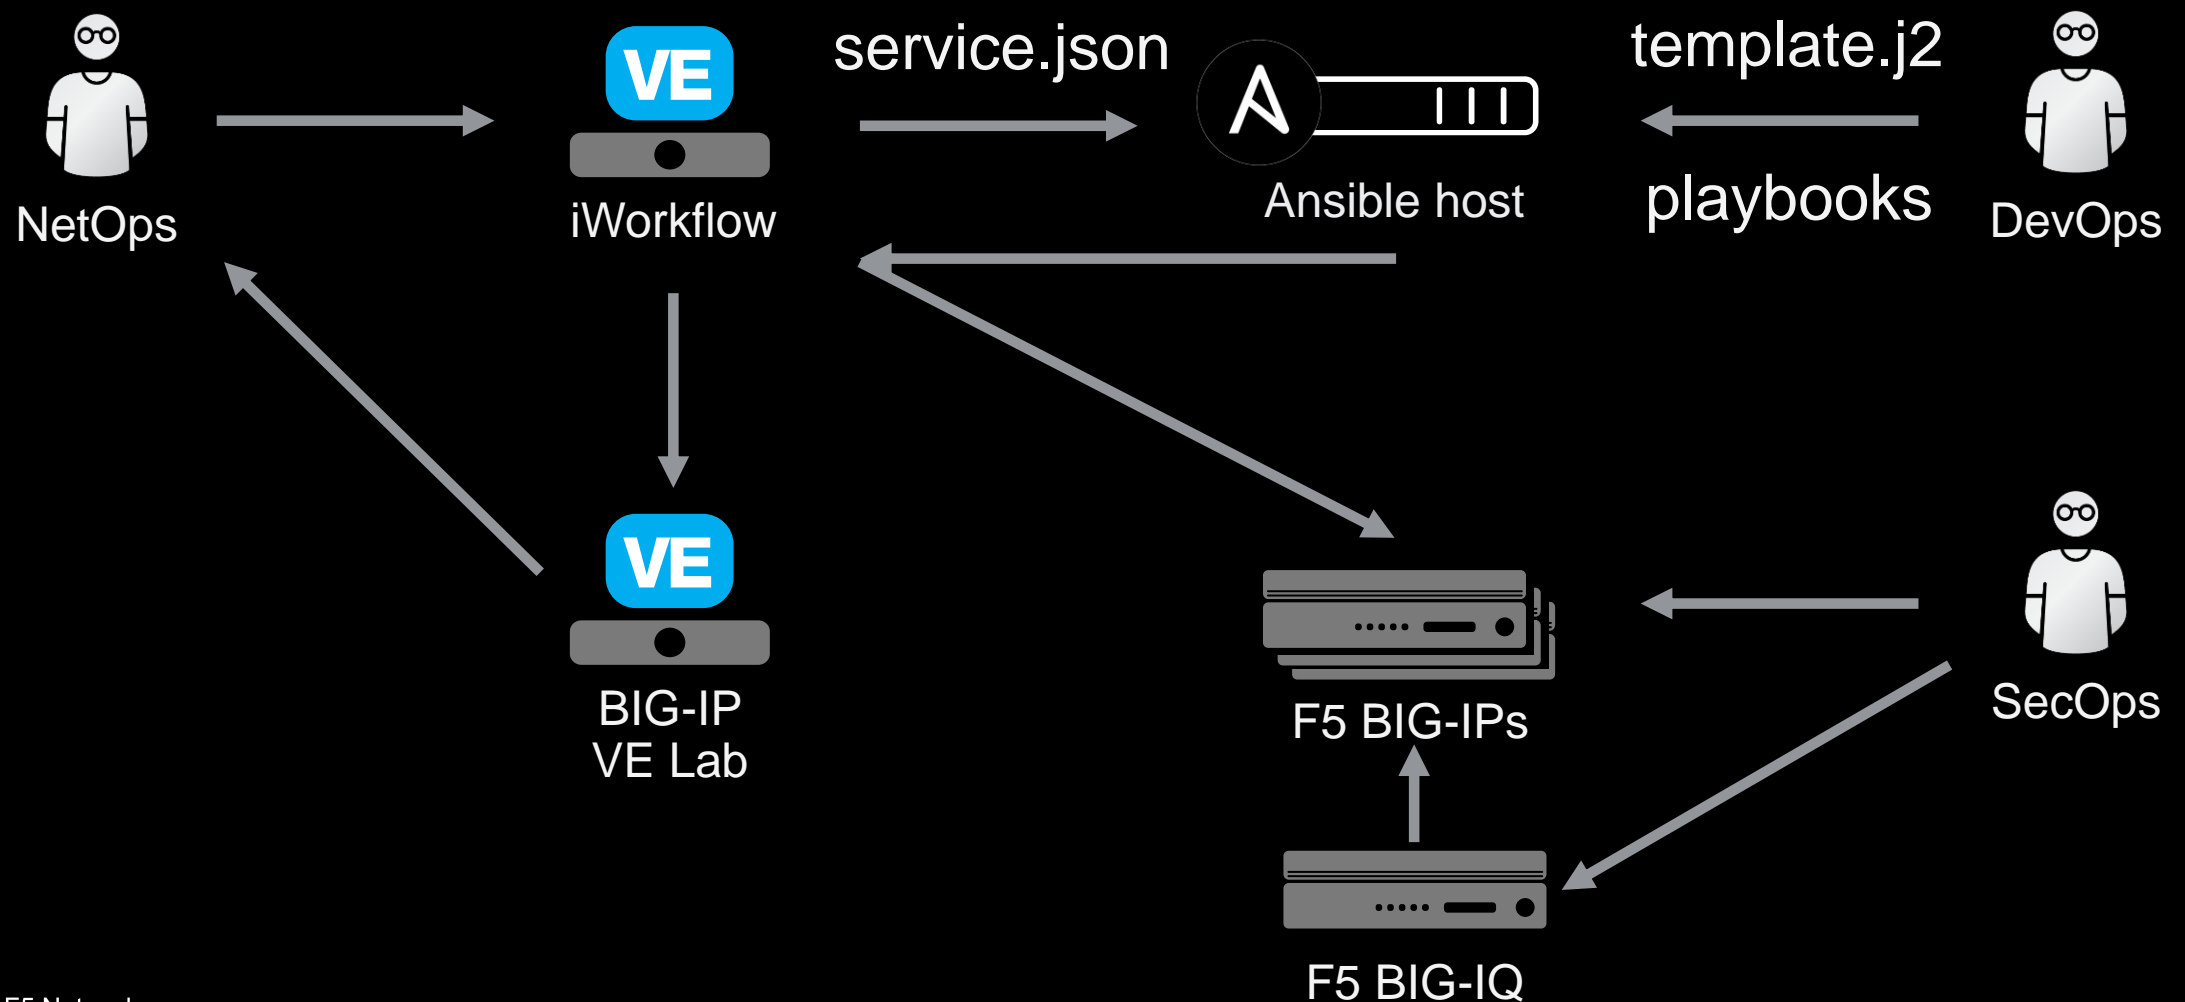 service.json
template.j2
VE
NetOps
iWorkflow
Ansible host
playbooks
DevOps
VE
BIG-IP
VE Lab
F5 BIG-IPs
SecOps
F5 BIG-IQ